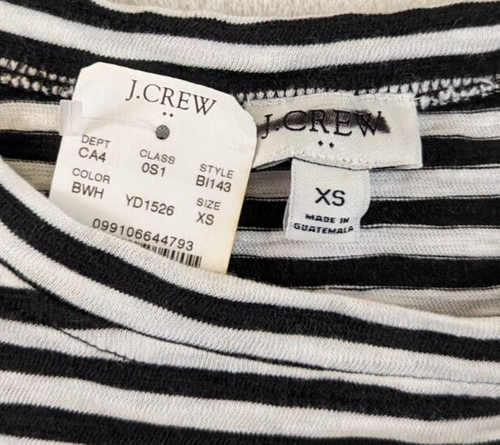 J.CREW
DEPT CLASS STYLE
CA4 0S1 BI143
COLOR SIZE
BWH YD1526 XS
099106644793
J.CREW
XS
MADE IN
GUATEMALA